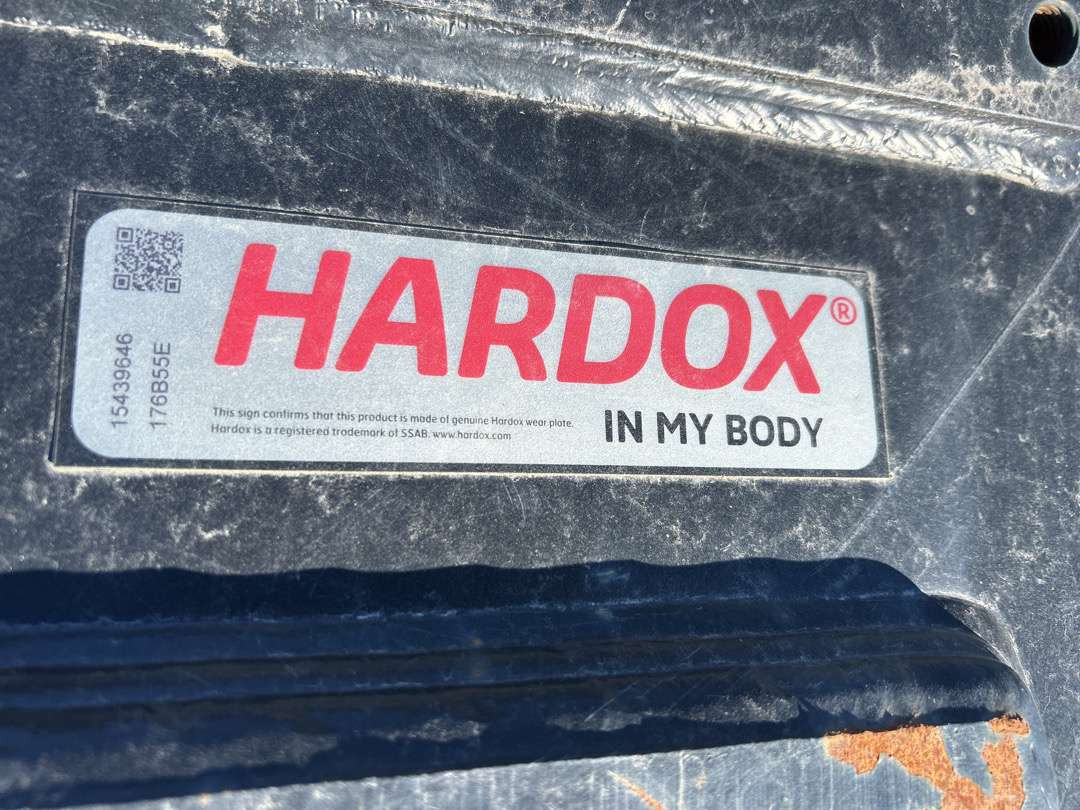 HARDOX®
15439646
176B55E
This sign confirms that this product is made of genuine Hardox wear plate.
Hardox is a registered trademark of SSAB. www.hardox.com
IN MY BODY